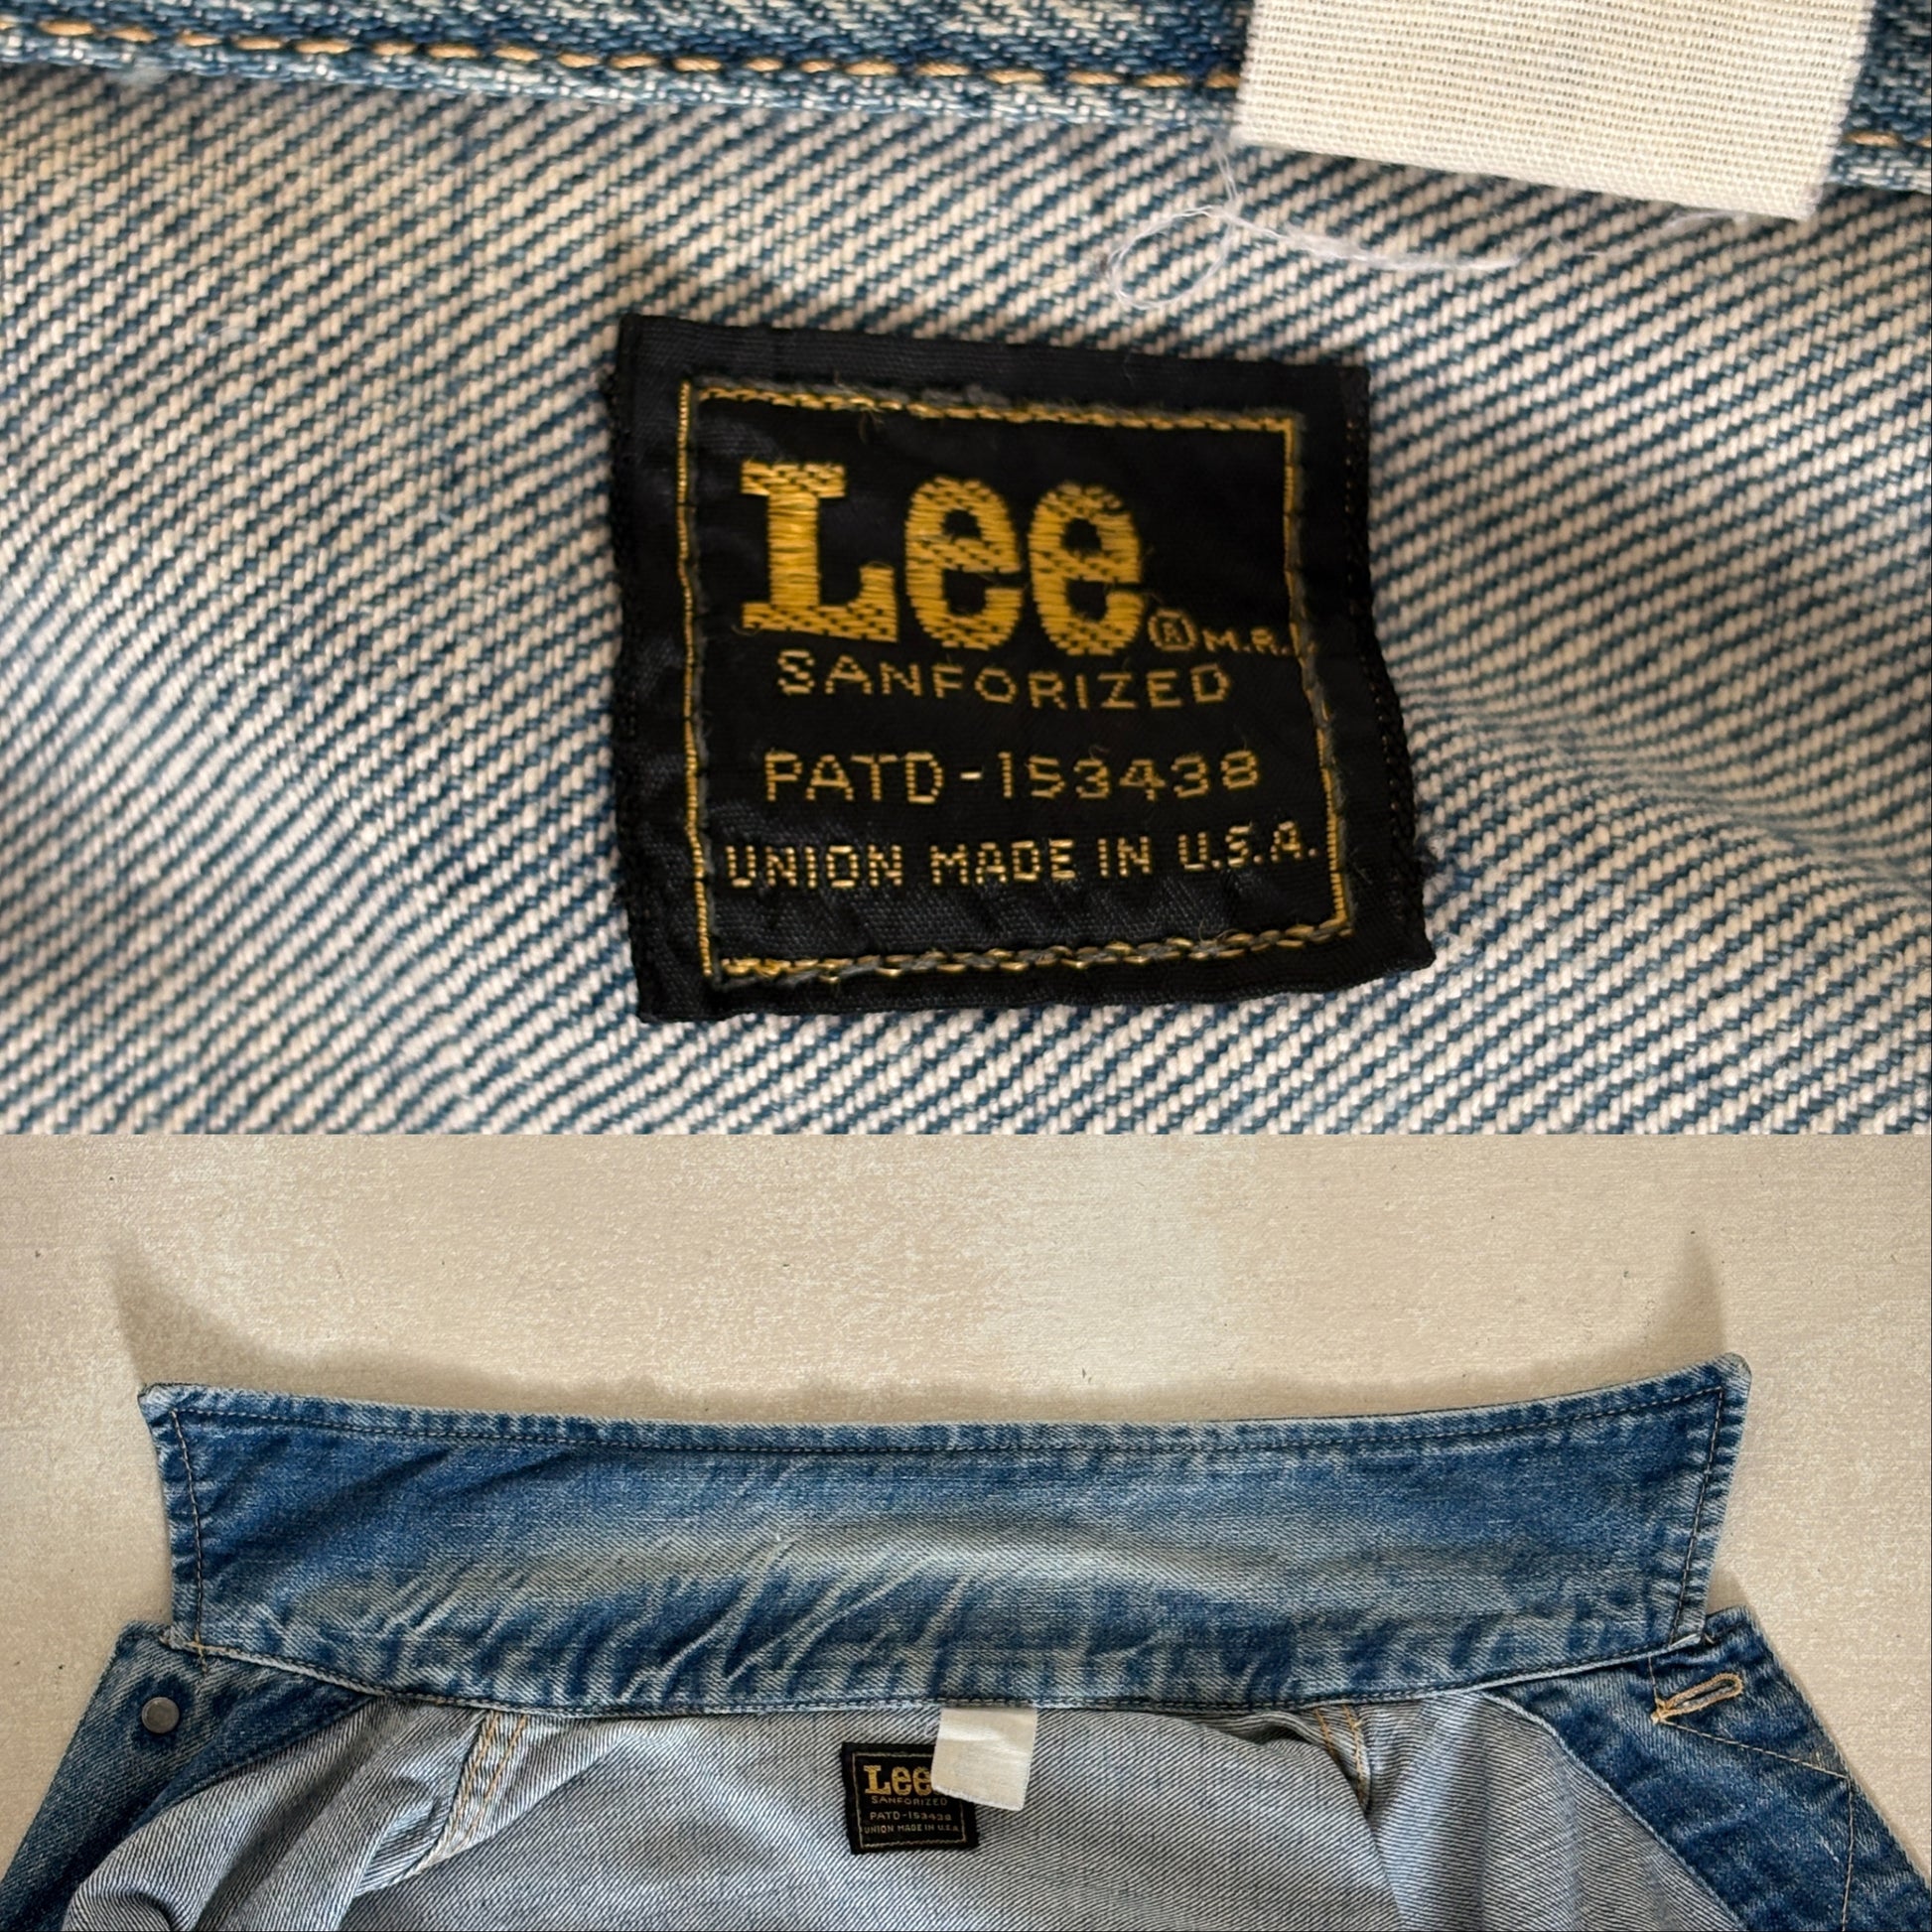 Lee® M.R.
SANFORIZED
PATD-153438
UNION MADE IN U.S.A.
Lee
SANFORIZED
PATD-153438
UNION MADE IN U.S.A.